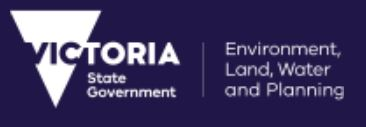 VICTORIA
State
Government
Environment,
Land, Water
and Planning